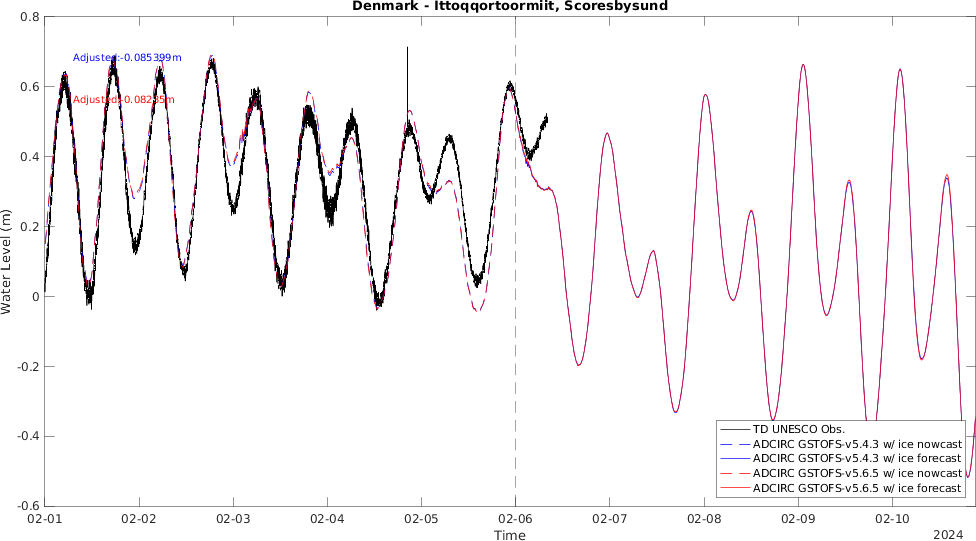 Denmark - Ittoqqortoormiit, Scoresbysund
0.8
0.6
0.4
0.2
0
-0.2
-0.4
-0.6
Water Level (m)
Adjusted:-0.085399m
TD UNESCO Obs.
ADCIRC GSTOFS-v5.4.3 w/ ice nowcast
ADCIRC GSTOFS-v5.4.3 w/ ice forecast
ADCIRC GSTOFS-v5.6.5 w/ ice nowcast
ADCIRC GSTOFS-v5.6.5 w/ ice forecast
02-01 02-02 02-03 02-04 02-05 02-06 02-07 02-08 02-09 02-10
Time
2024